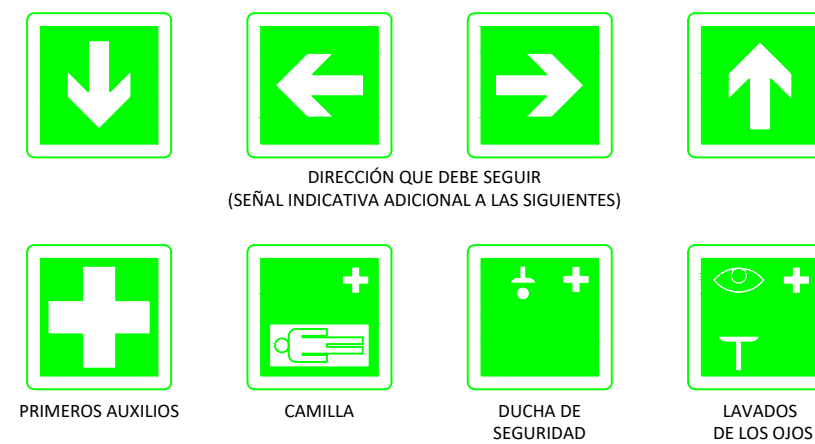 DIRECCIÓN QUE DEBE SEGUIR
(SEÑAL INDICATIVA ADICIONAL A LAS SIGUIENTES)
PRIMEROS AUXILIOS
CAMILLA
DUCHA DE
SEGURIDAD
LAVADOS
DE LOS OJOS